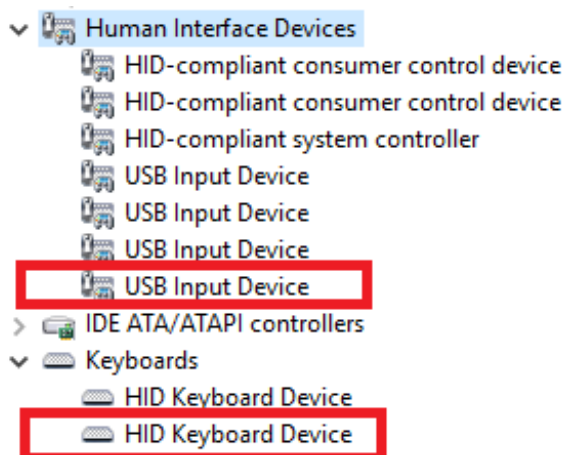 Human Interface Devices
HID-compliant consumer control device
HID-compliant consumer control device
HID-compliant system controller
USB Input Device
USB Input Device
USB Input Device
USB Input Device
IDE ATA/ATAPI controllers
Keyboards
HID Keyboard Device
HID Keyboard Device